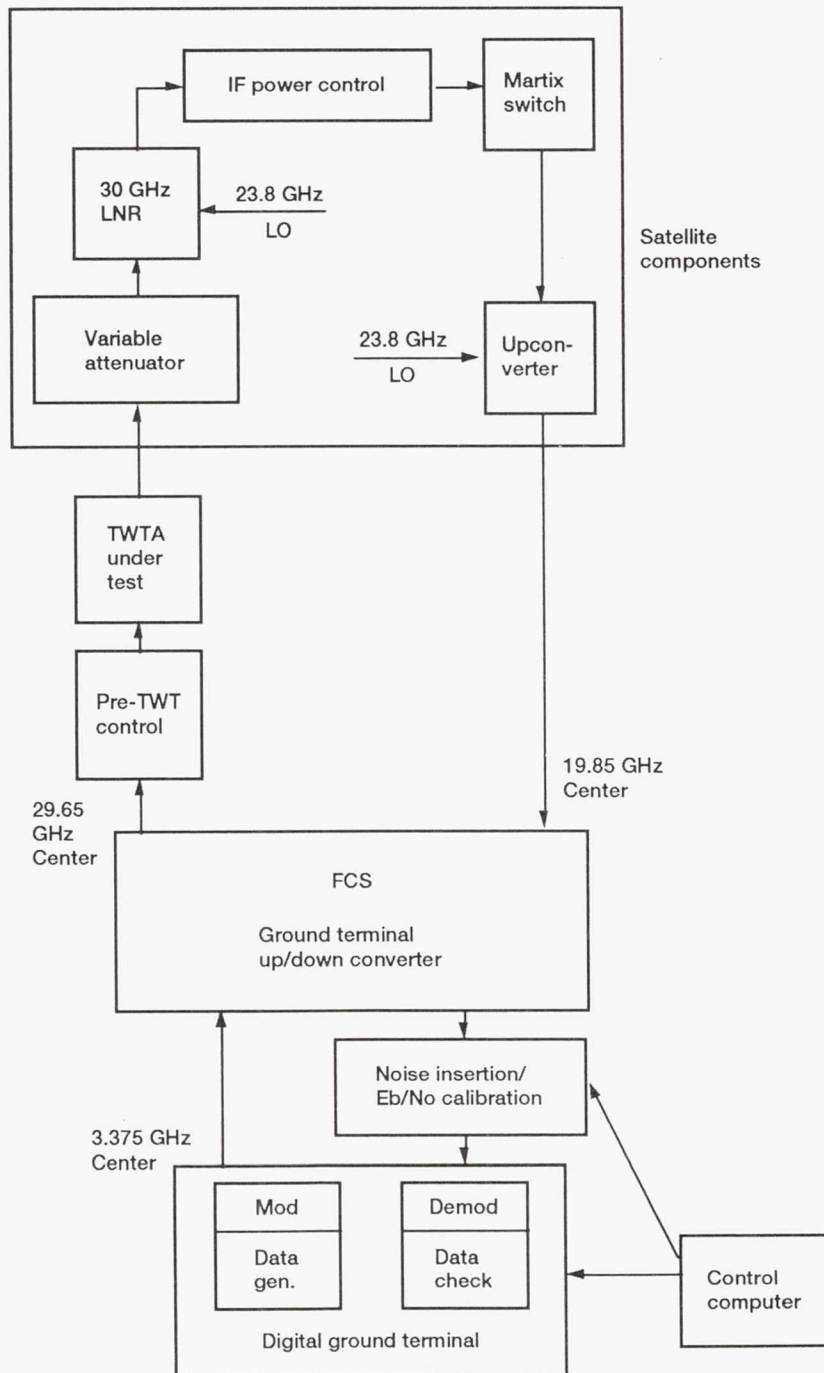 IF power control
Martix
switch
30 GHz
LNR
23.8 GHz
LO
Satellite
components
Variable
attenuator
23.8 GHz
LO
Upcon-
verter
TWTA
under
test
Pre-TWT
control
29.65
GHz
Center
19.85 GHz
Center
FCS
Ground terminal
up/down converter
Noise insertion/
Eb/No calibration
3.375 GHz
Center
Mod
Data
gen.
Demod
Data
check
Digital ground terminal
Control
computer